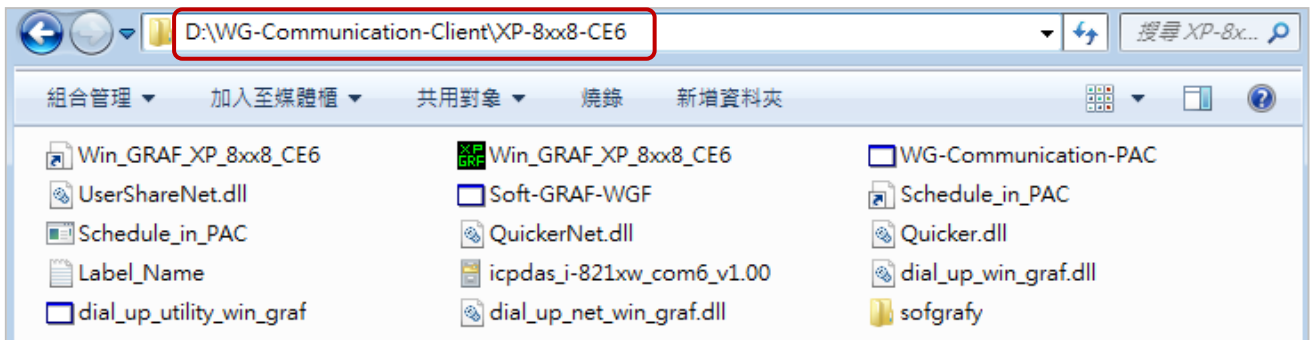 D:\WG-Communication-Client\XP-8xx8-CE6 搜尋 XP-8x...
組合管理 加入至媒體櫃 共用對象 燒錄 新增資料夾
Win_GRAF_XP_8xx8_CE6 XP GRF Win_GRAF_XP_8xx8_CE6 WG-Communication-PAC
UserShareNet.dll Soft-GRAF-WGF Schedule_in_PAC
Schedule_in_PAC QuickerNet.dll Quicker.dll
Label_Name icpdas_i-821xw_com6_v1.00 dial_up_win_graf.dll
dial_up_utility_win_graf dial_up_net_win_graf.dll sofgrafy